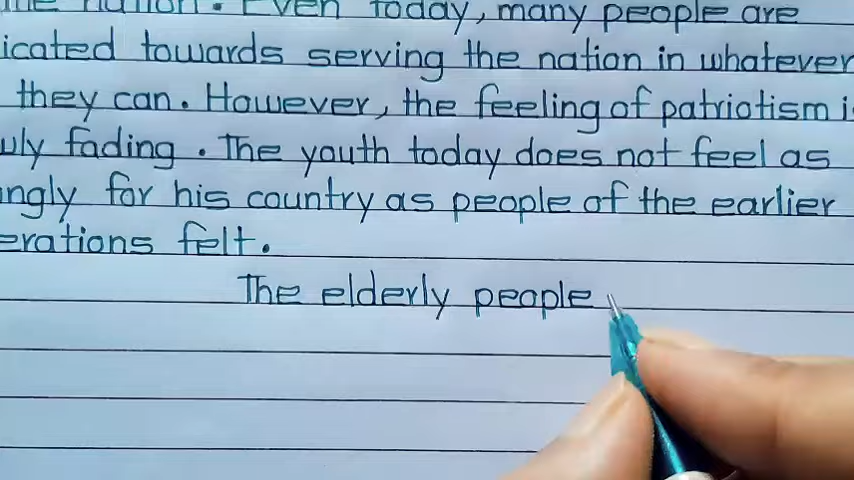 the nation. Even today, many people are
icated towards serving the nation in whatever
they can. However, the feeling of patriotism is
wly fading. The youth today does not feel as
ngly for his country as people of the earlier
erations felt.
The elderly people